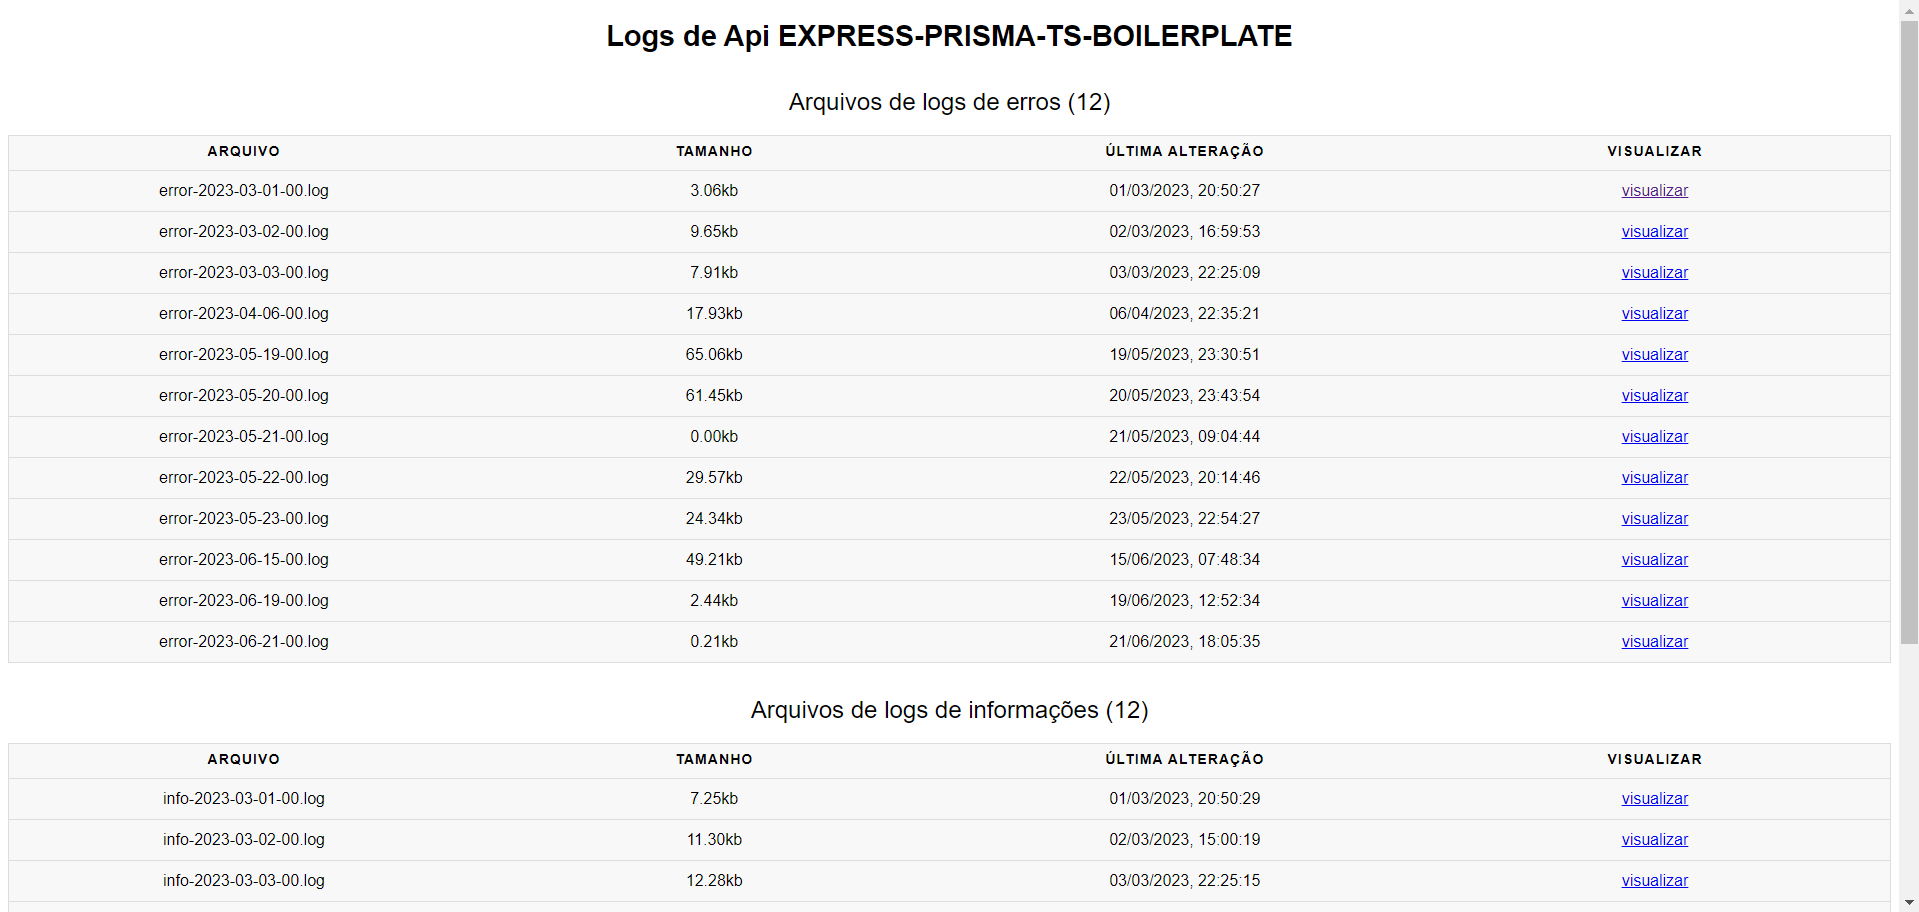 Logs de Api EXPRESS-PRISMA-TS-BOILERPLATE
Arquivos de logs de erros (12)
ARQUIVO TAMANHO ÚLTIMA ALTERAÇÃO VISUALIZAR
error-2023-03-01-00.log 3.06kb 01/03/2023, 20:50:27 visualizar
error-2023-03-02-00.log 9.65kb 02/03/2023, 16:59:53 visualizar
error-2023-03-03-00.log 7.91kb 03/03/2023, 22:25:09 visualizar
error-2023-04-06-00.log 17.93kb 06/04/2023, 22:35:21 visualizar
error-2023-05-19-00.log 65.06kb 19/05/2023, 23:30:51 visualizar
error-2023-05-20-00.log 61.45kb 20/05/2023, 23:43:54 visualizar
error-2023-05-21-00.log 0.00kb 21/05/2023, 09:04:44 visualizar
error-2023-05-22-00.log 29.57kb 22/05/2023, 20:14:46 visualizar
error-2023-05-23-00.log 24.34kb 23/05/2023, 22:54:27 visualizar
error-2023-06-15-00.log 49.21kb 15/06/2023, 07:48:34 visualizar
error-2023-06-19-00.log 2.44kb 19/06/2023, 12:52:34 visualizar
error-2023-06-21-00.log 0.21kb 21/06/2023, 18:05:35 visualizar
Arquivos de logs de informações (12)
ARQUIVO TAMANHO ÚLTIMA ALTERAÇÃO VISUALIZAR
info-2023-03-01-00.log 7.25kb 01/03/2023, 20:50:29 visualizar
info-2023-03-02-00.log 11.30kb 02/03/2023, 15:00:19 visualizar
info-2023-03-03-00.log 12.28kb 03/03/2023, 22:25:15 visualizar